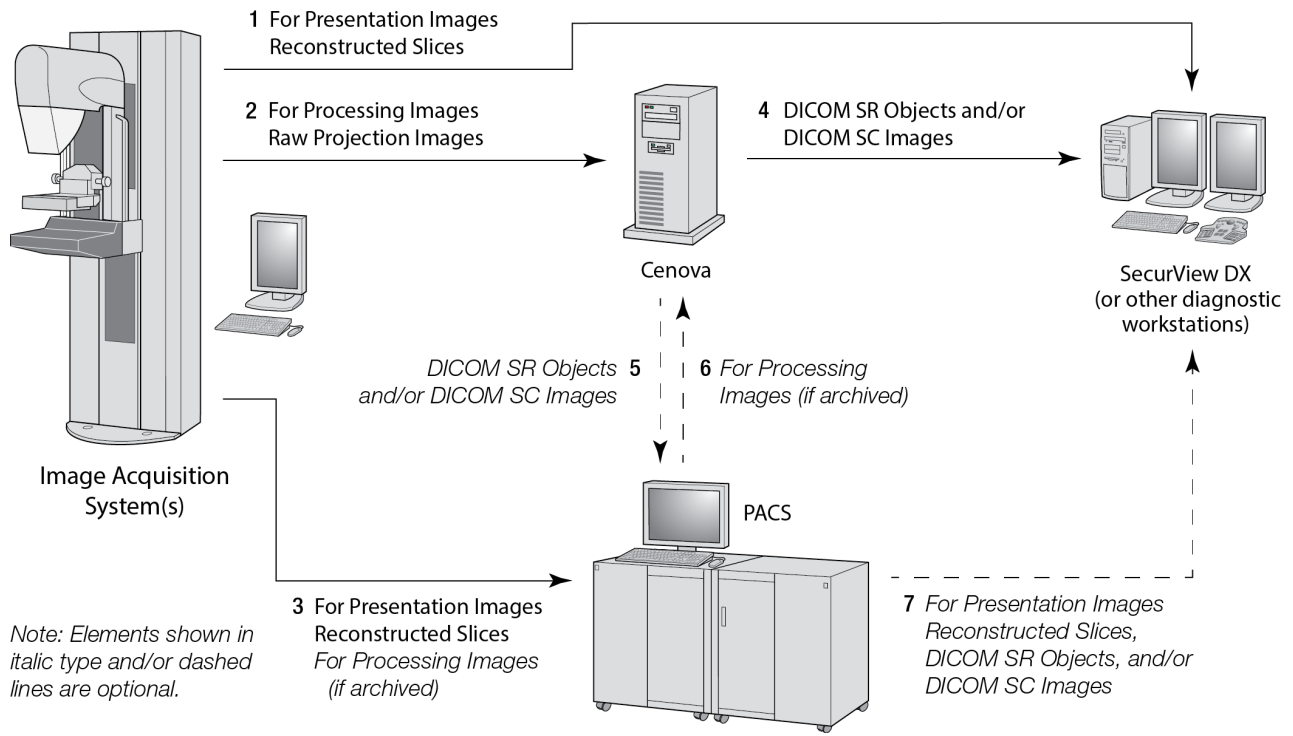 1 For Presentation Images
Reconstructed Slices
2 For Processing Images
Raw Projection Images
4 DICOM SR Objects and/or
DICOM SC Images
Cenova
SecurView DX
(or other diagnostic
workstations)
DICOM SR Objects 5
and/or DICOM SC Images
6 For Processing
Images (if archived)
Image Acquisition
System(s)
PACS
3 For Presentation Images
Reconstructed Slices
For Processing Images
(if archived)
7 For Presentation Images
Reconstructed Slices,
DICOM SR Objects, and/or
DICOM SC Images
Note: Elements shown in
italic type and/or dashed
lines are optional.